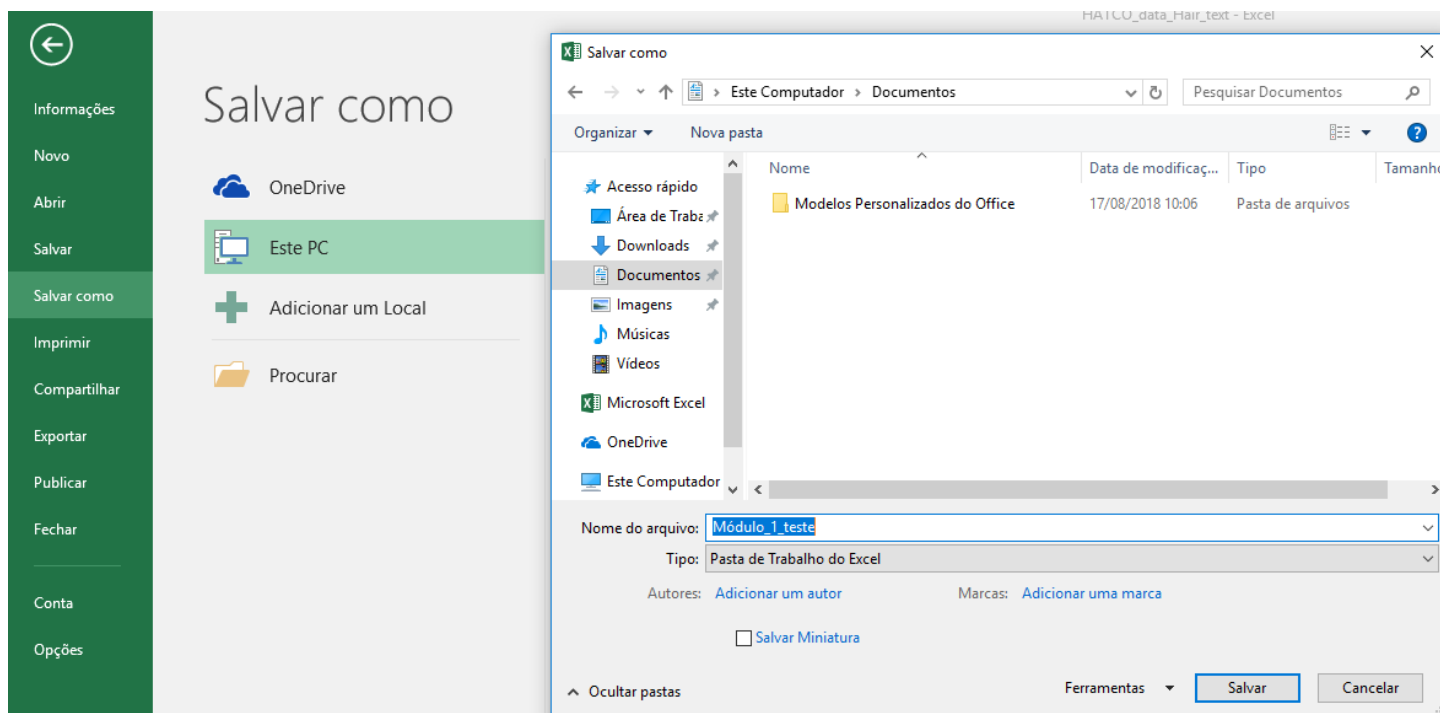 HATCO_data_Hair_text - Excel
Informações
Novo
Abrir
Salvar
Salvar como
Imprimir
Compartilhar
Exportar
Publicar
Fechar
Conta
Opções
Salvar como
OneDrive
Este PC
Adicionar um Local
Procurar
Salvar como
Este Computador > Documentos
Pesquisar Documentos
Organizar
Nova pasta
Acesso rápido
Área de Traba
Downloads
Documentos
Imagens
Músicas
Vídeos
Microsoft Excel
OneDrive
Este Computador
Nome Data de modificaç... Tipo Tamanho
Modelos Personalizados do Office 17/08/2018 10:06 Pasta de arquivos
Nome do arquivo: Módulo_1_teste
Tipo: Pasta de Trabalho do Excel
Autores: Adicionar um autor Marcas: Adicionar uma marca
Salvar Miniatura
Ocultar pastas
Ferramentas Salvar Cancelar